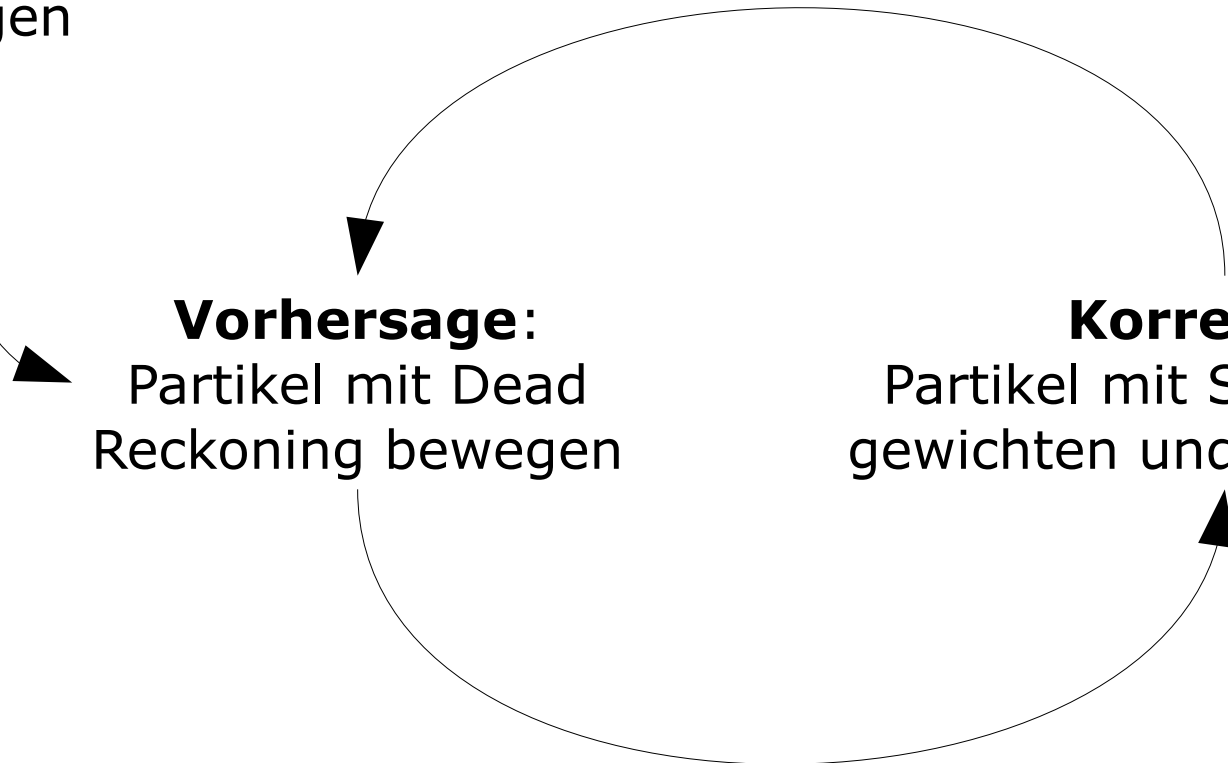 gen
Vorhersage:
Partikel mit Dead
Reckoning bewegen
Korre
Partikel mit S
gewichten und